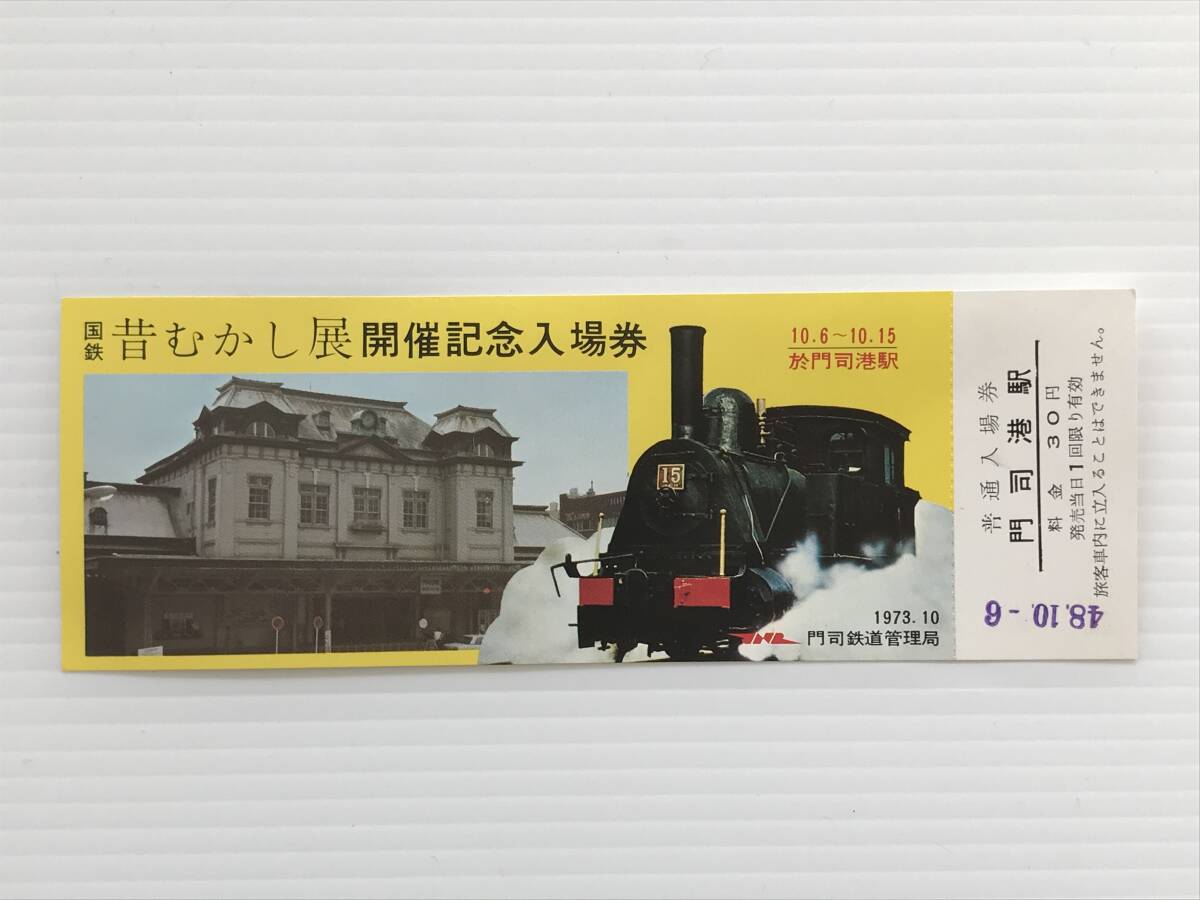 国鉄 昔むかし展開催記念入場券
10.6～10.15
於門司港駅
15
1973.10
JNR 門司鉄道管理局
普通入場券
門司港駅
料金 30円
発売当日1回限り有効
旅客車内に立入ることはできません。
48.10.-6